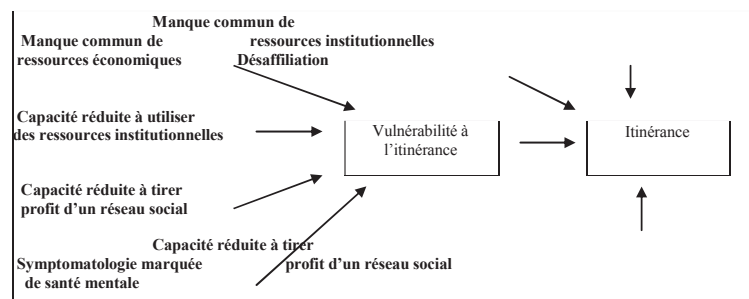 Manque commun de
Manque commun de ressources institutionnelles
ressources économiques Désaffiliation
Capacité réduite à utiliser
des ressources institutionnelles
Vulnérabilité à
l'itinérance
Itinérance
Capacité réduite à tirer
profit d'un réseau social
Capacité réduite à tirer
Symptomatologie marquée profit d'un réseau social
de santé mentale